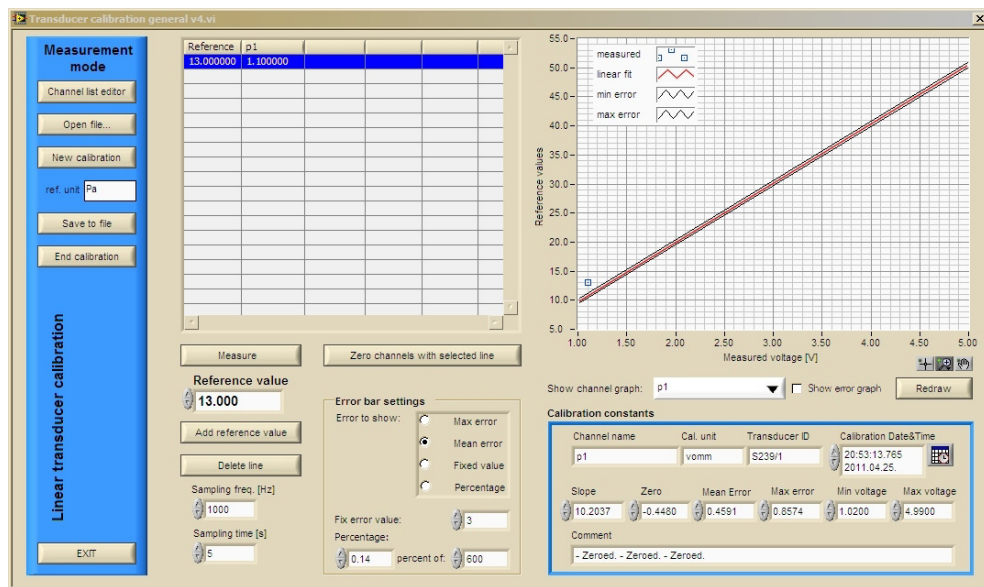 Transducer calibration general v4.vi
Measurement
mode
Channel list editor
Open file...
New calibration
ref. unit Pa
Save to file
End calibration
Linear transducer calibration
EXIT
Reference p1
13.000000 1.100000
Measure
Zero channels with selected line
Reference value
13.000
Add reference value
Delete line
Sampling freq. [Hz]
1000
Sampling time [s]
5
Error bar settings
Error to show:
Max error
Mean error
Fixed value
Percentage
Fix error value: 3
Percentage:
0.14 percent of: 600
measured
linear fit
min error
max error
Reference values
55.0
50.0
45.0
40.0
35.0
30.0
25.0
20.0
15.0
10.0
5.0
1.00 1.50 2.00 2.50 3.00 3.50 4.00 4.50 5.00
Measured voltage [V]
Show channel graph: p1 Show error graph Redraw
Calibration constants
Channel name Cal. unit Transducer ID Calibration Date&Time
p1 vomm S239/1 20:53:13.765
2011.04.25.
Slope Zero Mean Error Max error Min voltage Max voltage
10.2037 -0.4480 0.4591 0.8574 1.0200 4.9900
Comment
- Zeroed. - Zeroed. - Zeroed.